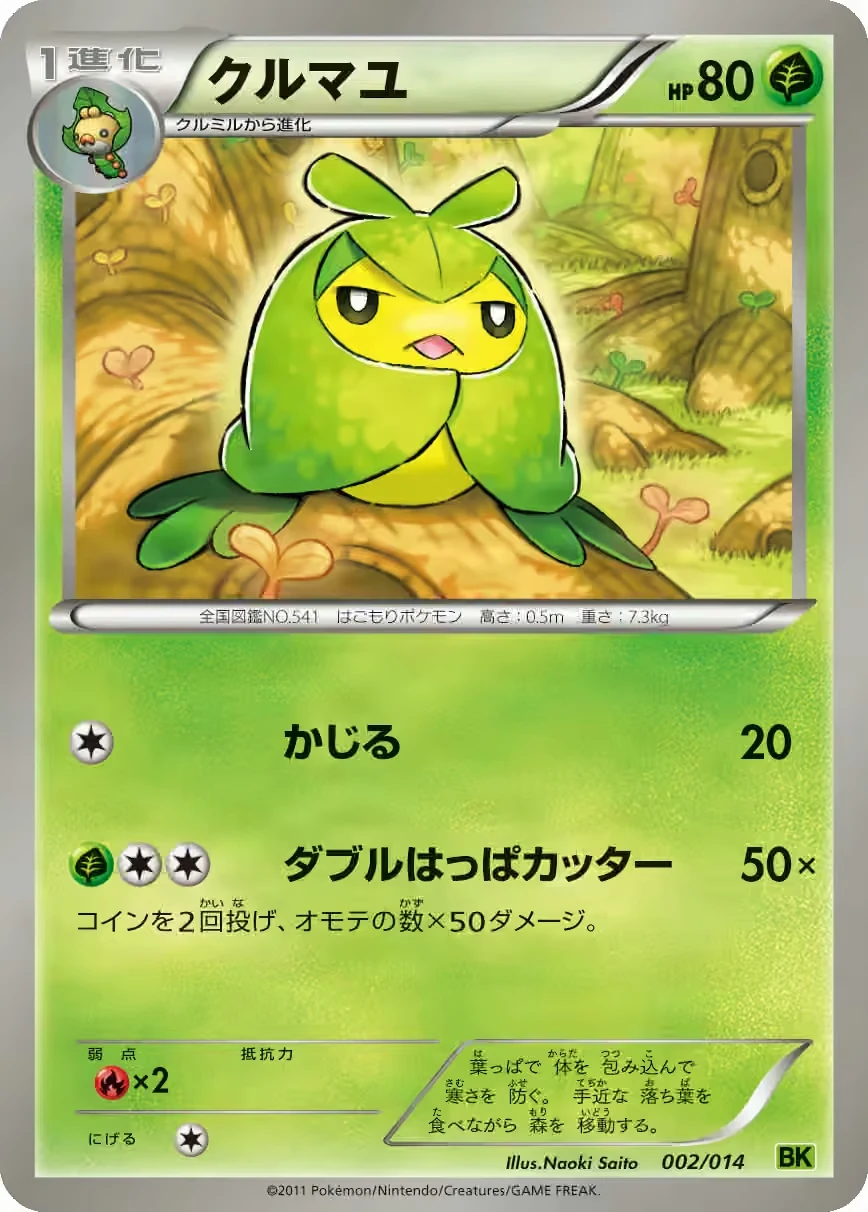 1進化
クルマユ
HP80
クルミルから進化
全国図鑑NO.541 はごもりポケモン 高さ:0.5m 重さ:7.3kg
かじる 20
ダブルはっぱカッター 50×
コインを2回投げ、オモテの数×50ダメージ。
弱点 抵抗力
×2
にげる
葉っぱで 体を 包み込んで
寒さを 防ぐ。 手近な 落ち葉を
食べながら 森を 移動する。
Illus.Naoki Saito 002/014 BK
©2011 Pokémon/Nintendo/Creatures/GAME FREAK.